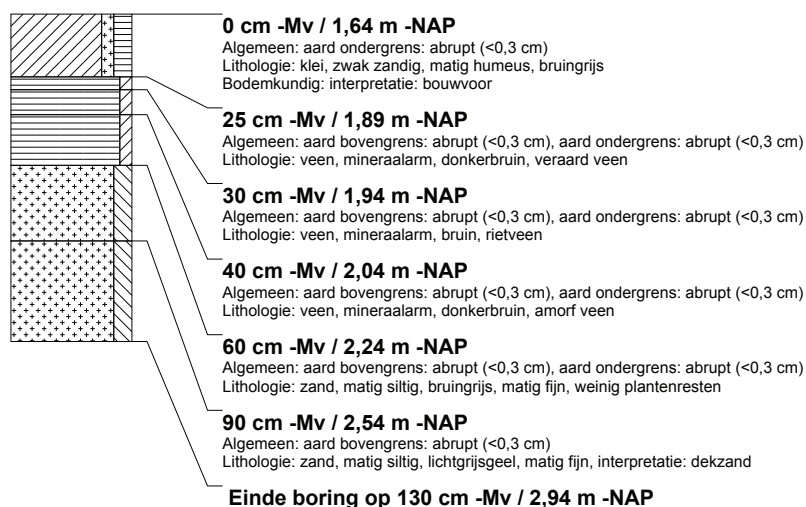 0 cm -Mv / 1,64 m -NAP
Algemeen: aard ondergrens: abrupt (<0,3 cm)
Lithologie: klei, zwak zandig, matig humeus, bruingrijs
Bodemkundig: interpretatie: bouwvoor
25 cm -Mv / 1,89 m -NAP
Algemeen: aard bovengrens: abrupt (<0,3 cm), aard ondergrens: abrupt (<0,3 cm)
Lithologie: veen, mineraalarm, donkerbruin, veraard veen
30 cm -Mv / 1,94 m -NAP
Algemeen: aard bovengrens: abrupt (<0,3 cm), aard ondergrens: abrupt (<0,3 cm)
Lithologie: veen, mineraalarm, bruin, rietveen
40 cm -Mv / 2,04 m -NAP
Algemeen: aard bovengrens: abrupt (<0,3 cm), aard ondergrens: abrupt (<0,3 cm)
Lithologie: veen, mineraalarm, donkerbruin, amorf veen
60 cm -Mv / 2,24 m -NAP
Algemeen: aard bovengrens: abrupt (<0,3 cm), aard ondergrens: abrupt (<0,3 cm)
Lithologie: zand, matig siltig, bruingrijs, matig fijn, weinig plantenresten
90 cm -Mv / 2,54 m -NAP
Algemeen: aard bovengrens: abrupt (<0,3 cm)
Lithologie: zand, matig siltig, lichtgrijsgeel, matig fijn, interpretatie: dekzand
Einde boring op 130 cm -Mv / 2,94 m -NAP